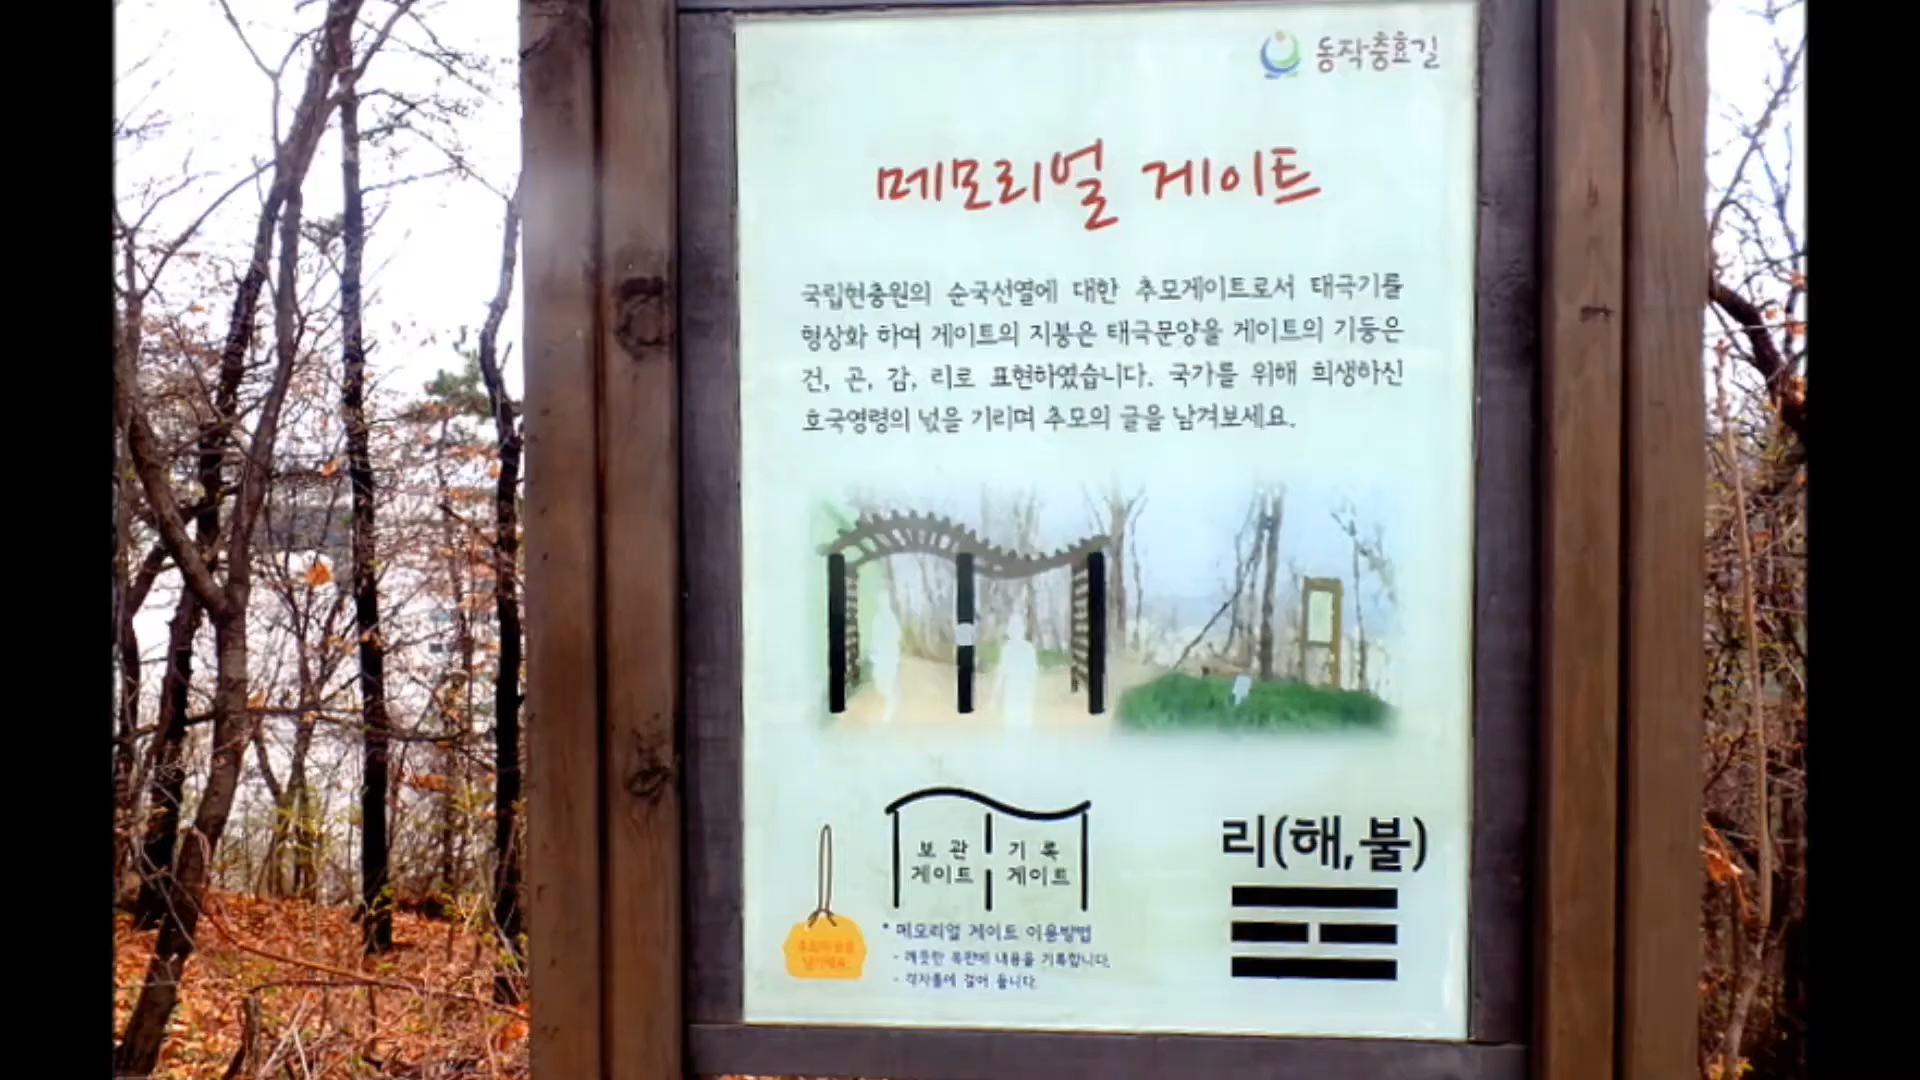 동작충효길
메모리얼 게이트
국립현충원의 순국선열에 대한 추모게이트로서 태극기를
형상화 하여 게이트의 지붕은 태극문양을 게이트의 기둥은
건, 곤, 감, 리로 표현하였습니다. 국가를 위해 희생하신
호국영령의 넋을 기리며 추모의 글을 남겨보세요.
보관 기록
게이트 게이트
리(해,불)
* 메모리얼 게이트 이용방법
- 깨끗한 목판에 내용을 기록합니다.
- 각자틀에 걸어 둡니다.